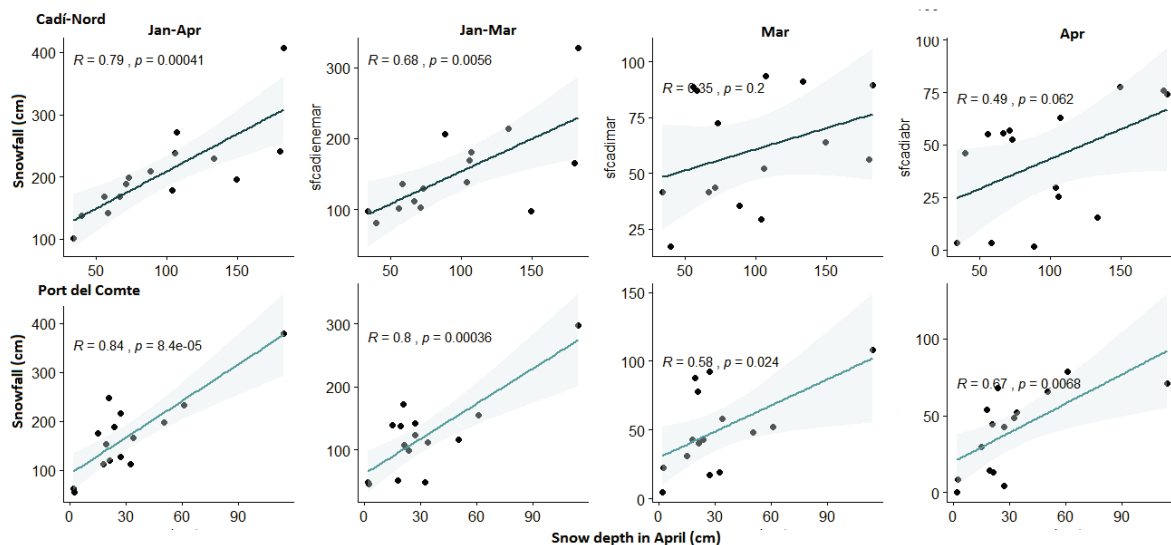 Cadí-Nord
Jan-Apr
Jan-Mar
Mar
Apr
Snowfall (cm)
400
300
200
100
R = 0.79 , p = 0.00041
50
100
150
sfcadienemar
300
200
100
R = 0.68 , p = 0.0056
50
100
150
sfcadimar
100
75
50
25
R = 0.35 , p = 0.2
50
100
150
sfcadiabr
100
75
50
25
0
R = 0.49 , p = 0.062
50
100
150
Port del Comte
Snowfall (cm)
400
300
200
100
R = 0.84 , p = 8.4e-05
0
30
60
90
300
200
100
0
R = 0.8 , p = 0.00036
0
30
60
90
150
100
50
0
R = 0.58 , p = 0.024
0
30
60
90
100
50
0
R = 0.67 , p = 0.0068
0
30
60
90
Snow depth in April (cm)